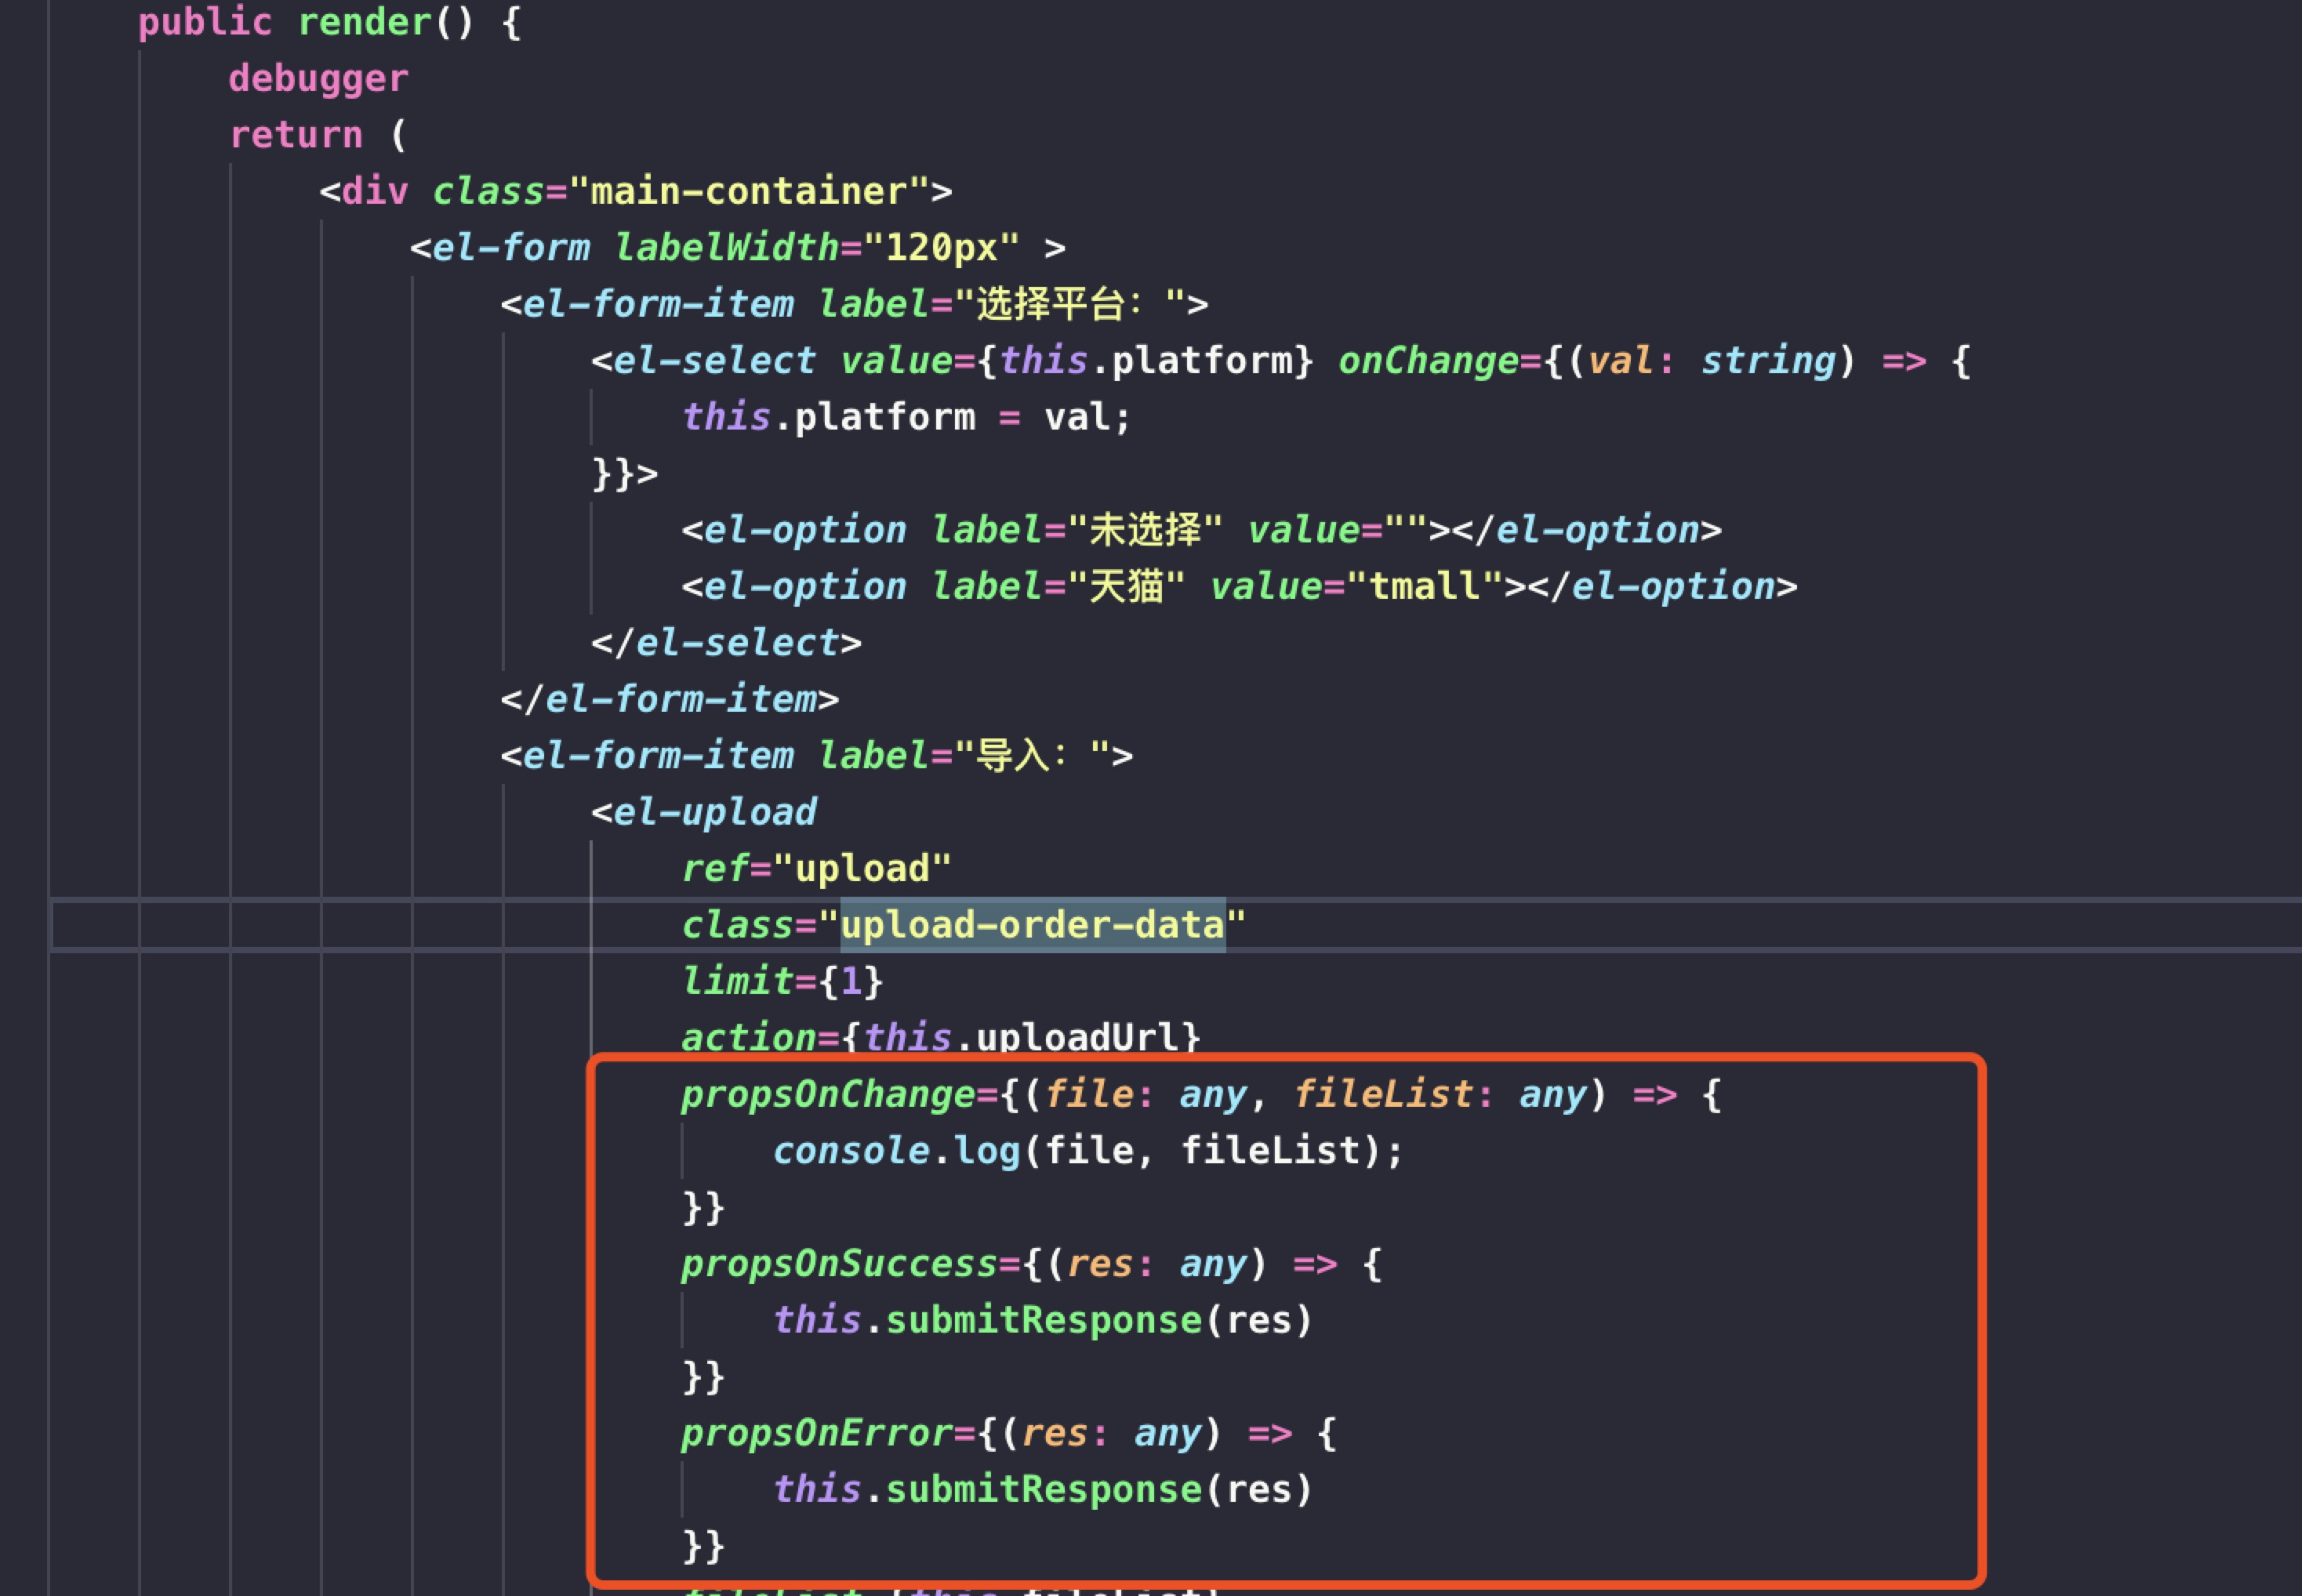 public render() {
debugger
return (
<div class="main-container">
<el-form labelWidth="120px" >
<el-form-item label="选择平台：">
<el-select value={this.platform} onChange={(val: string) => {
this.platform = val;
}}>
<el-option label="未选择" value=""></el-option>
<el-option label="天猫" value="tmall"></el-option>
</el-select>
</el-form-item>
<el-form-item label="导入：">
<el-upload
ref="upload"
class="upload-order-data"
limit={1}
action={this.uploadUrl}
propsOnChange={(file: any, fileList: any) => {
console.log(file, fileList);
}}
propsOnSuccess={(res: any) => {
this.submitResponse(res)
}}
propsOnError={(res: any) => {
this.submitResponse(res)
}}